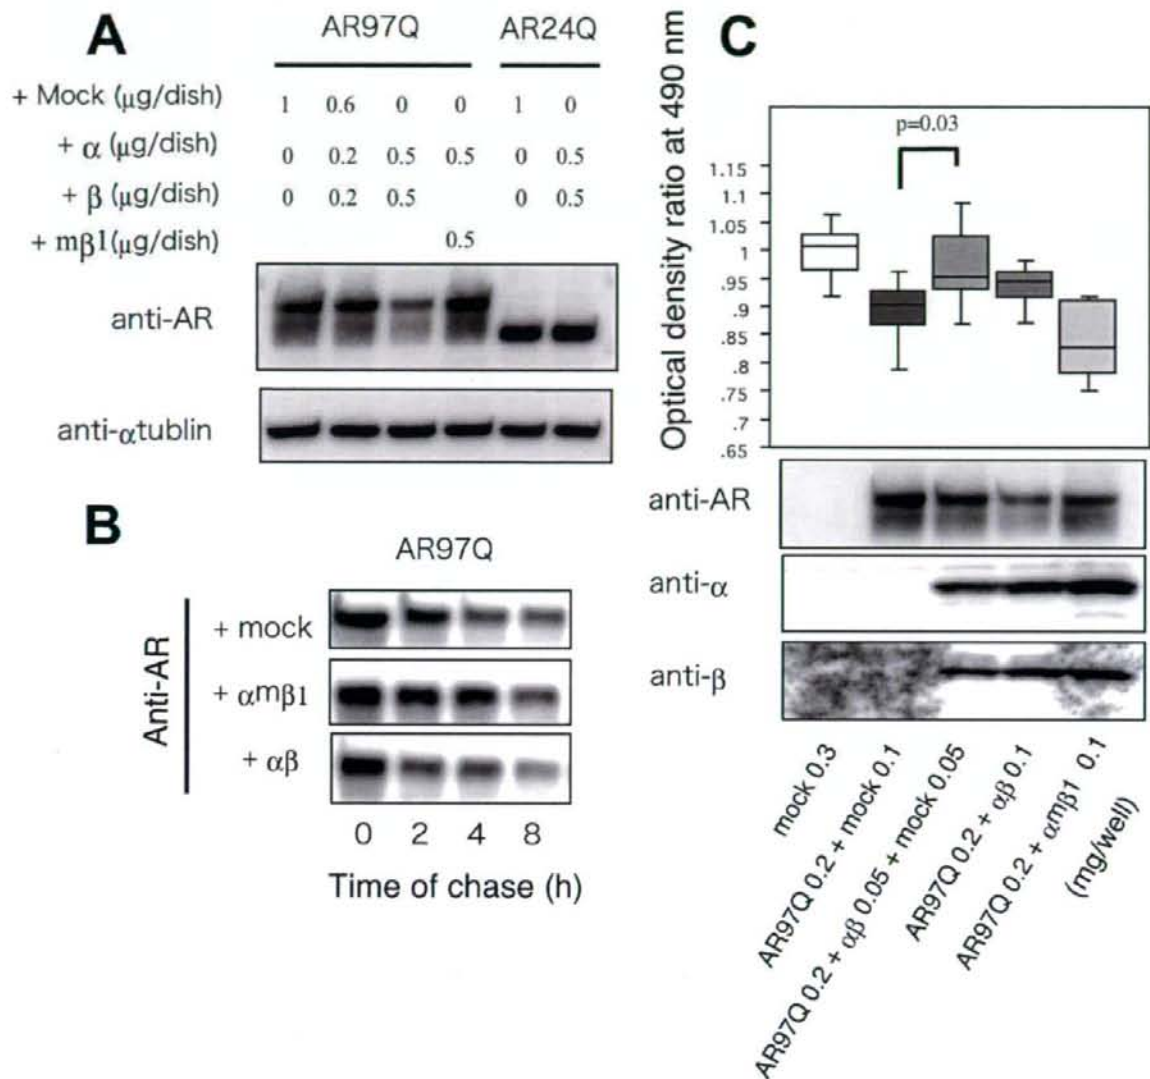 A
AR97Q AR24Q
+ Mock (μg/dish) 1 0.6 0 0 1 0
+ α (μg/dish) 0 0.2 0.5 0.5 0 0.5
+ β (μg/dish) 0 0.2 0.5 0 0.5
+ mβ1(μg/dish) 0.5
anti-AR
anti-αtublin
B
AR97Q
Anti-AR
+ mock
+ αmβ1
+ αβ
0 2 4 8
Time of chase (h)
C
Optical density ratio at 490 nm
p=0.03
1.15
1.1
1.05
1
.95
.9
.85
.8
.75
.7
.65
anti-AR
anti-α
anti-β
mock 0.3
AR97Q 0.2 + mock 0.1
AR97Q 0.2 + αβ 0.05 + mock 0.05
AR97Q 0.2 + αβ 0.1
AR97Q 0.2 + αmβ1 0.1
(mg/well)